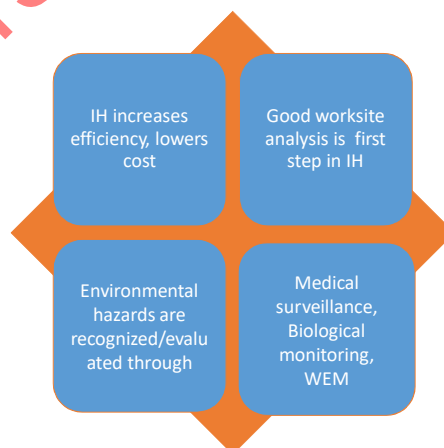 IH increases
efficiency, lowers
cost
Good worksite
analysis is first
step in IH
Environmental
hazards are
recognized/evalu
ated through
Medical
surveillance,
Biological
monitoring,
WEM